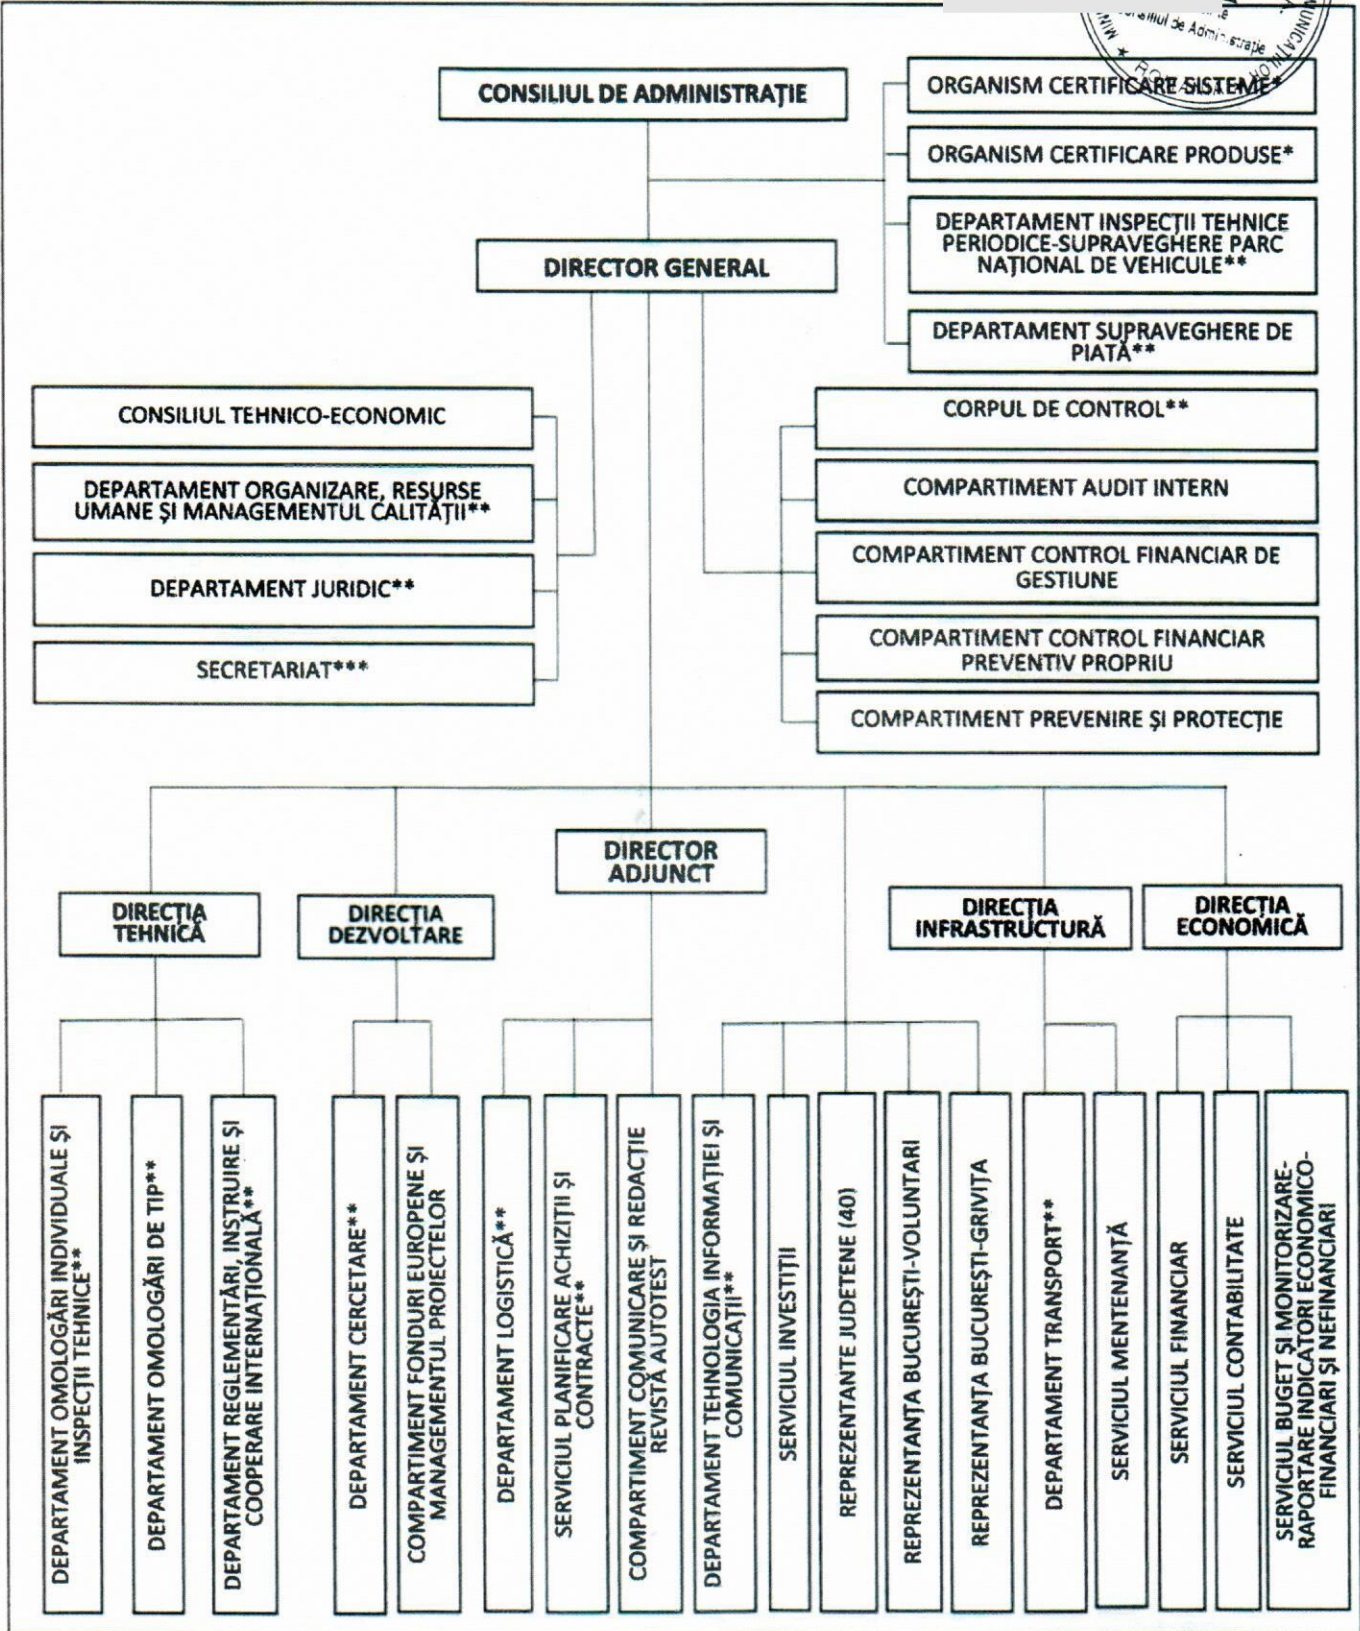 Consiliul de Administrație
ROMÂNIA
CONSILIUL DE ADMINISTRAȚIE
ORGANISM CERTIFICARE SISTEME*
ORGANISM CERTIFICARE PRODUSE*
DEPARTAMENT INSPECȚII TEHNICE
PERIODICE-SUPRAVEGHERE PARC
NAȚIONAL DE VEHICULE**
DEPARTAMENT SUPRAVEGHERE DE
PIATĂ**
DIRECTOR GENERAL
CONSILIUL TEHNICO-ECONOMIC
DEPARTAMENT ORGANIZARE, RESURSE
UMANE ȘI MANAGEMENTUL CALITĂȚII**
DEPARTAMENT JURIDIC**
SECRETARIAT***
CORPUL DE CONTROL**
COMPARTIMENT AUDIT INTERN
COMPARTIMENT CONTROL FINANCIAR DE
GESTIUNE
COMPARTIMENT CONTROL FINANCIAR
PREVENTIV PROPRIU
COMPARTIMENT PREVENIRE ȘI PROTECȚIE
DIRECTOR
ADJUNCT
DIRECȚIA
TEHNICĂ
DIRECȚIA
DEZVOLTARE
DIRECȚIA
INFRASTRUCTURĂ
DIRECȚIA
ECONOMICĂ
DEPARTAMENT OMOLOGĂRI INDIVIDUALE ȘI
INSPECȚII TEHNICE**
DEPARTAMENT OMOLOGĂRI DE TIP**
DEPARTAMENT REGLEMENTĂRI, INSTRUIRE ȘI
COOPERARE INTERNAȚIONALĂ**
DEPARTAMENT CERCETARE**
COMPARTIMENT FONDURI EUROPENE ȘI
MANAGEMENTUL PROIECTELOR
DEPARTAMENT LOGISTICĂ**
SERVICIUL PLANIFICARE ACHIZIȚII ȘI
CONTRACTE**
COMPARTIMENT COMUNICARE ȘI REDACȚIE
REVISTĂ AUTOTEST
DEPARTAMENT TEHNOLOGIA INFORMAȚIEI ȘI
COMUNICAȚII**
SERVICIUL INVESTIȚII
REPREZENTANTE JUDETENE (40)
REPREZENTANȚA BUCUREȘTI-VOLUNTARI
REPREZENTANȚA BUCUREȘTI-GRIVIȚA
DEPARTAMENT TRANSPORT**
SERVICIUL MENTENANȚĂ
SERVICIUL FINANCIAR
SERVICIUL CONTABILITATE
SERVICIUL BUGET ȘI MONITORIZARE-
RAPORTARE INDICATORI ECONOMICO-
FINANCIARI ȘI NEFINANCIARI